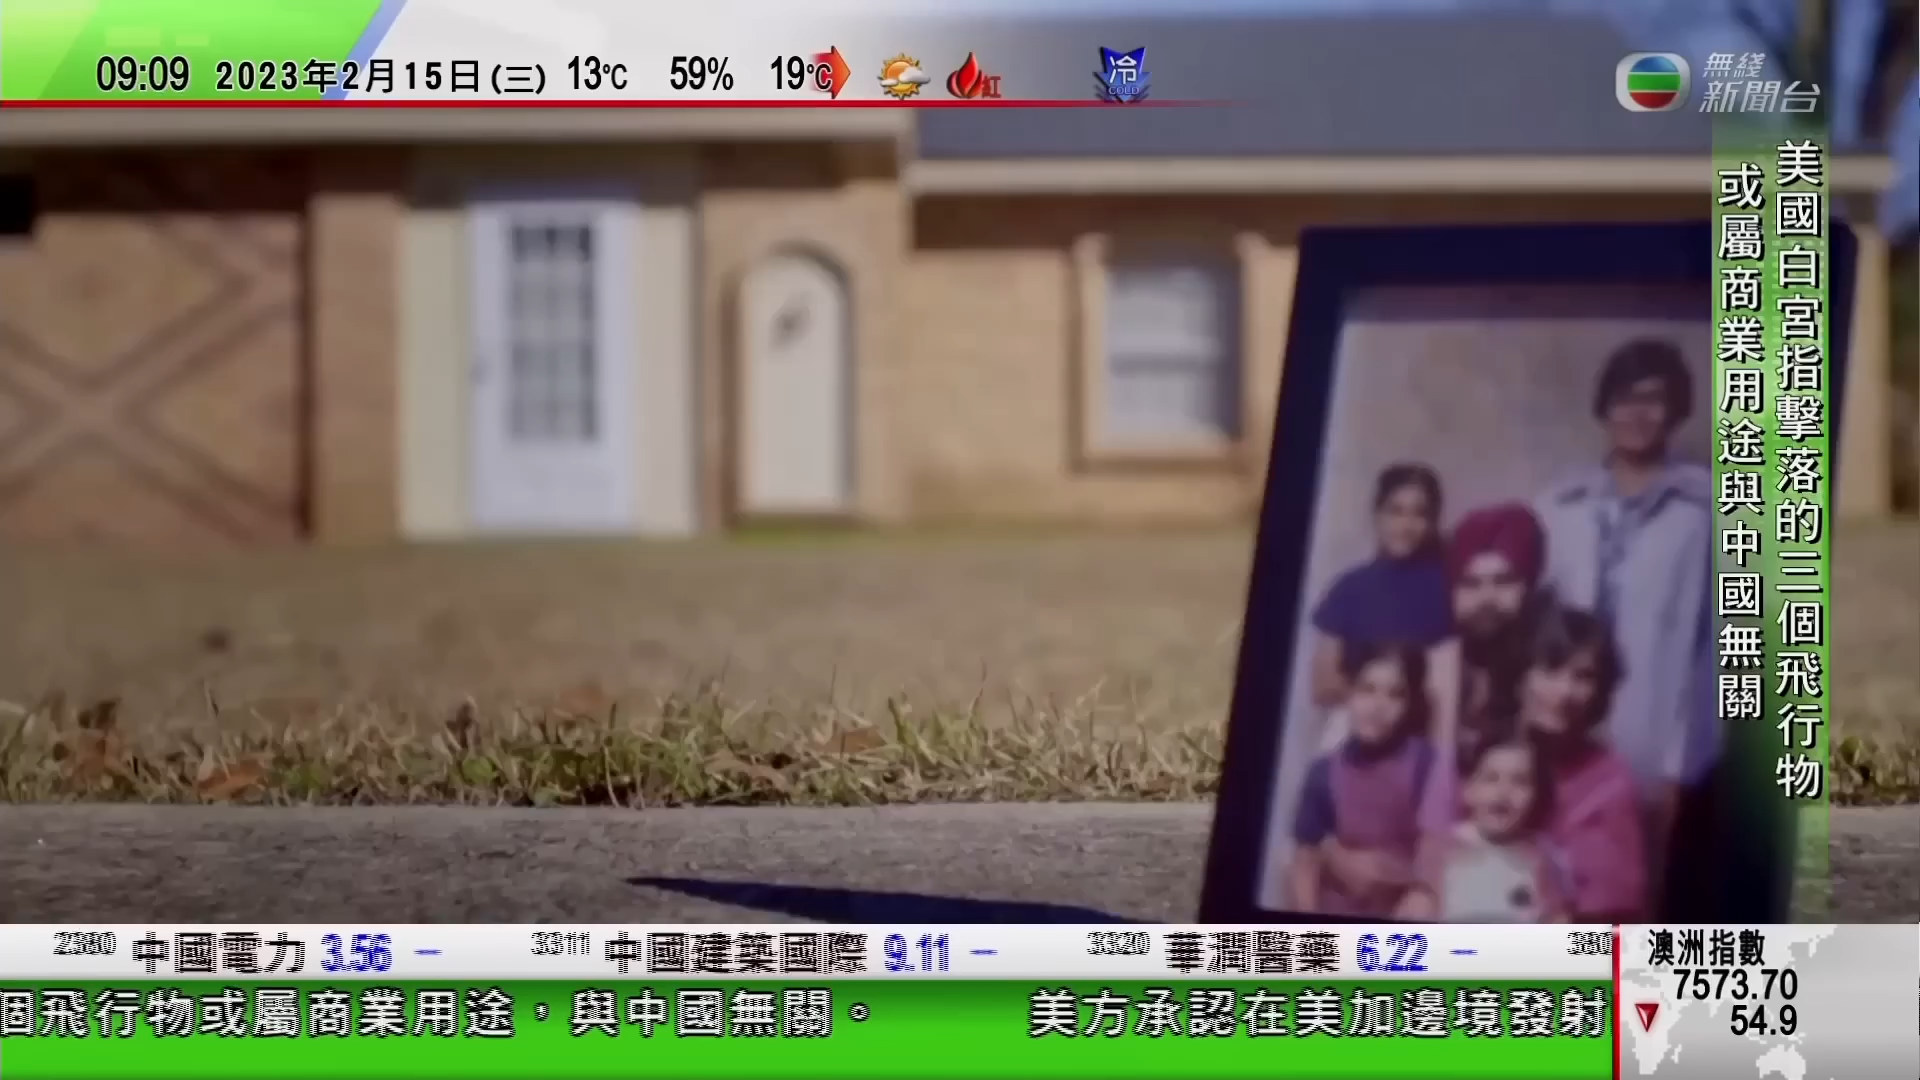 09:09 2023年2月15日(三) 13℃ 59% 19℃ 紅 冷 COLD
無綫
新聞台
美國白宮指擊落的三個飛行物
或屬商業用途與中國無關
2380 中國電力 3.56 - 3311 中國建築國際 9.11 - 3320 華潤醫藥 6.22 - 380
個飛行物或屬商業用途，與中國無關。 美方承認在美加邊境發射
澳洲指數
7573.70
54.9